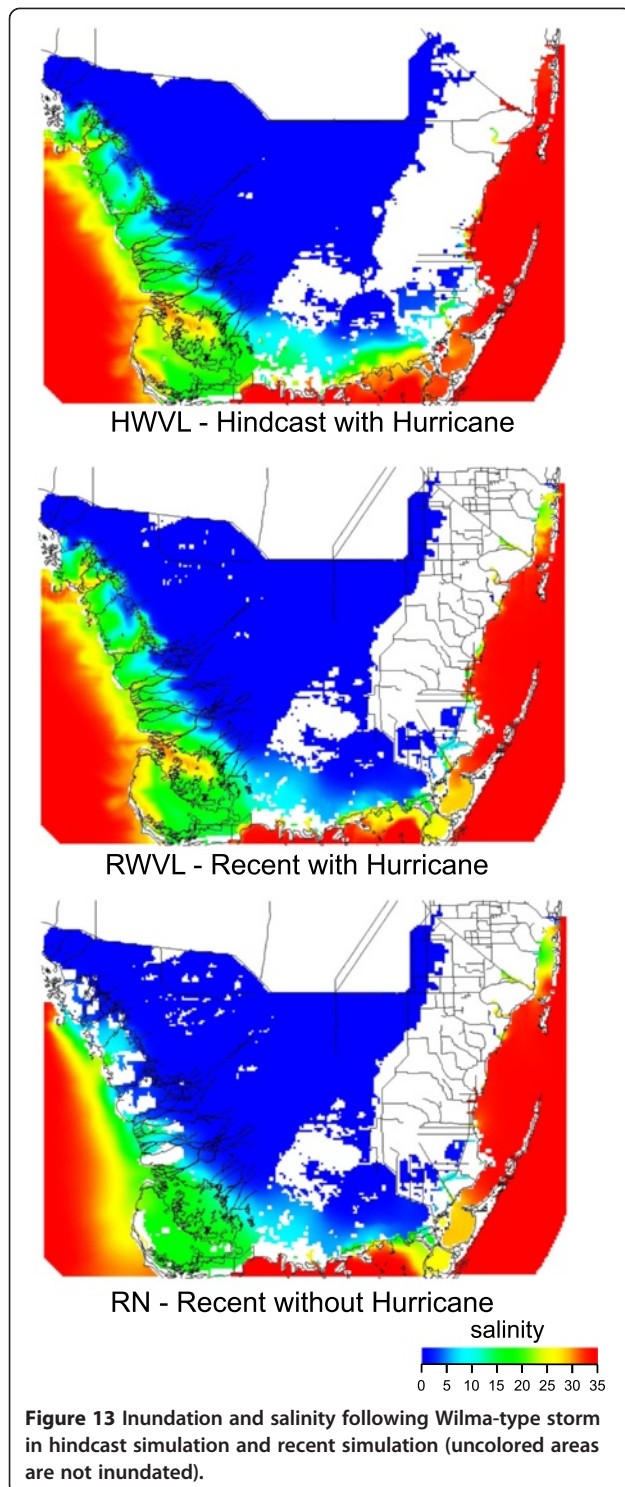 HWVL - Hindcast with Hurricane
RWVL - Recent with Hurricane
RN - Recent without Hurricane
salinity
0 5 10 15 20 25 30 35
Figure 13 Inundation and salinity following Wilma-type storm
in hindcast simulation and recent simulation (uncolored areas
are not inundated).